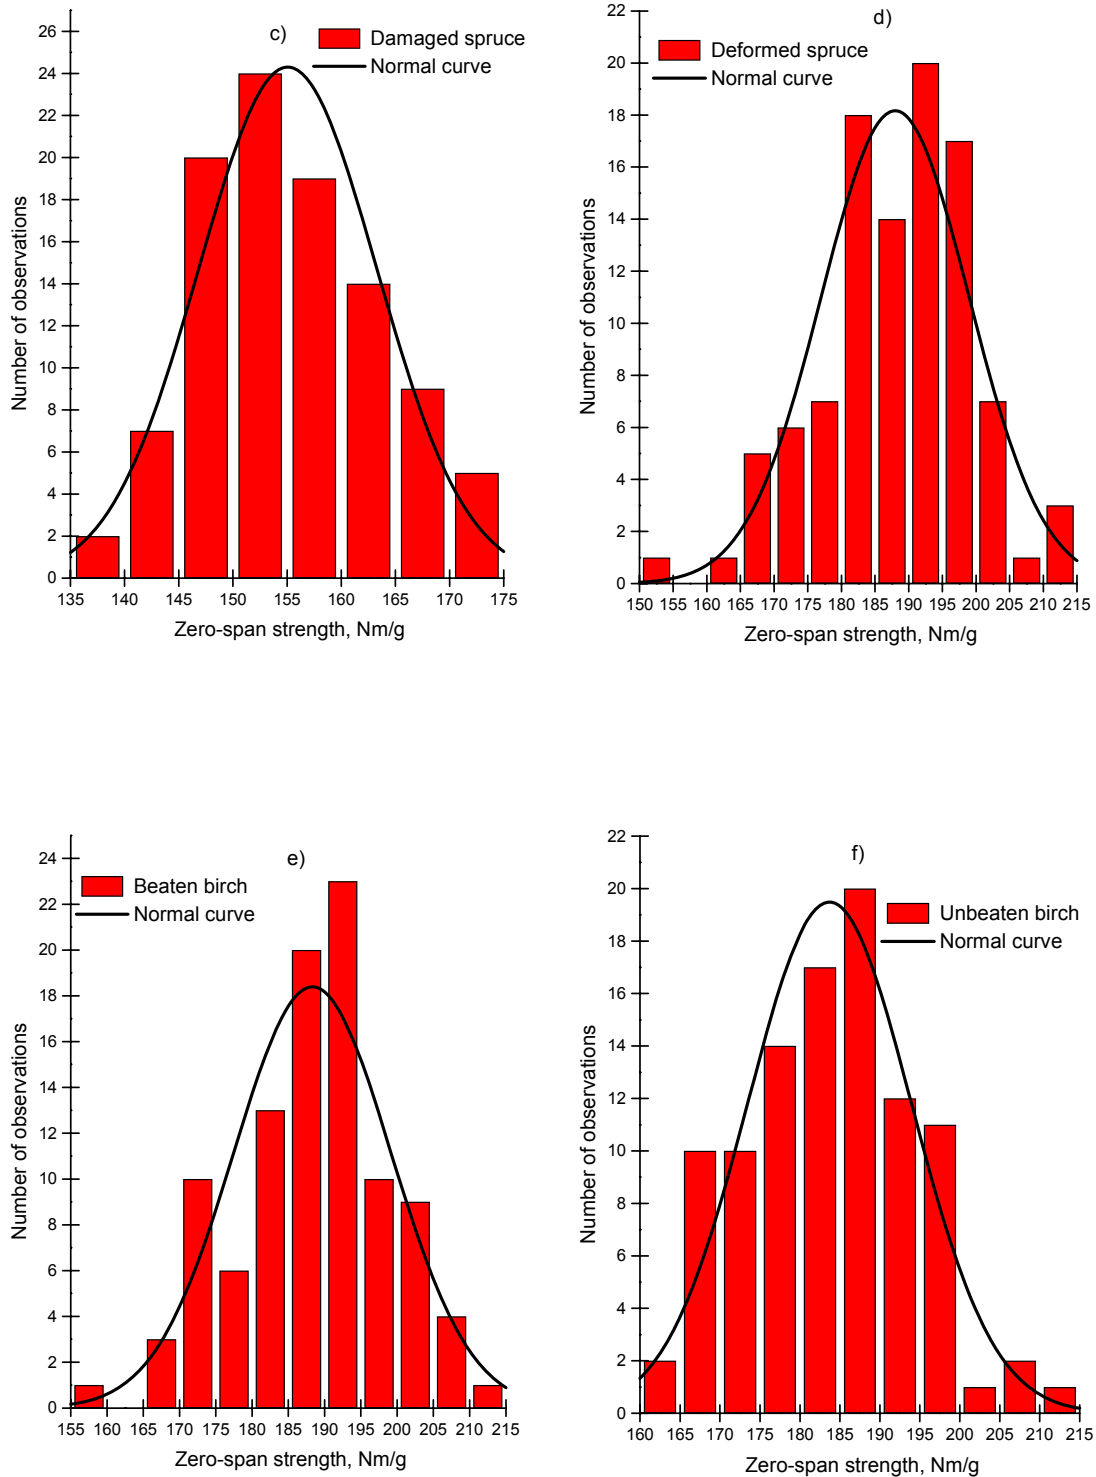 c)
Damaged spruce
Normal curve
26
24
22
20
18
16
14
12
10
8
6
4
2
0
Number of observations
135 140 145 150 155 160 165 170 175
Zero-span strength, Nm/g
d)
Deformed spruce
Normal curve
22
20
18
16
14
12
10
8
6
4
2
0
Number of observations
150 155 160 165 170 175 180 185 190 195 200 205 210 215
Zero-span strength, Nm/g
e)
Beaten birch
Normal curve
24
22
20
18
16
14
12
10
8
6
4
2
0
Number of observations
155 165 170 180 185 190 195 200 205 215
Zero-span strength, Nm/g
f)
Unbeaten birch
Normal curve
22
20
18
16
14
12
10
8
6
4
2
0
Number of observations
160 165 170 175 180 185 190 195 200 205 210 215
Zero-span strength, Nm/g